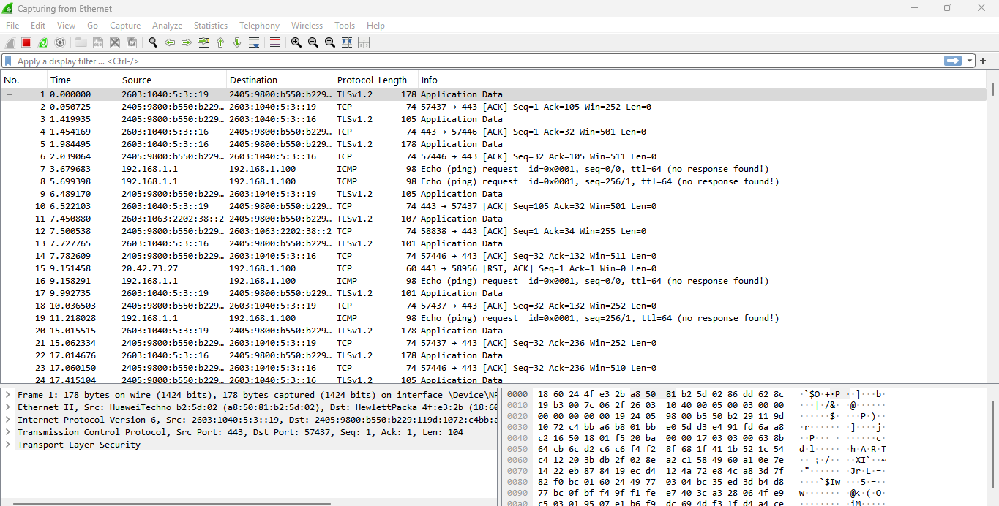 Capturing from Ethernet
File Edit View Go Capture Analyze Statistics Telephony Wireless Tools Help
Apply a display filter ... <Ctrl-/>
No. Time Source Destination Protocol Length Info
1 0.000000 2603:1040:5:3::19 2405:9800:b550:b229… TLSv1.2 178 Application Data
2 0.050725 2405:9800:b550:b229… 2603:1040:5:3::19 TCP 74 57437 → 443 [ACK] Seq=1 Ack=105 Win=252 Len=0
3 1.419935 2405:9800:b550:b229… 2603:1040:5:3::16 TLSv1.2 105 Application Data
4 1.454169 2603:1040:5:3::16 2405:9800:b550:b229… TCP 74 443 → 57446 [ACK] Seq=1 Ack=32 Win=501 Len=0
5 1.984495 2603:1040:5:3::16 2405:9800:b550:b229… TLSv1.2 178 Application Data
6 2.039064 2405:9800:b550:b229… 2603:1040:5:3::16 TCP 74 57446 → 443 [ACK] Seq=32 Ack=105 Win=511 Len=0
7 3.679683 192.168.1.1 192.168.1.100 ICMP 98 Echo (ping) request id=0x0001, seq=0/0, ttl=64 (no response found!)
8 5.699398 192.168.1.1 192.168.1.100 ICMP 98 Echo (ping) request id=0x0001, seq=256/1, ttl=64 (no response found!)
9 6.489170 2405:9800:b550:b229… 2603:1040:5:3::19 TLSv1.2 105 Application Data
10 6.522103 2603:1040:5:3::19 2405:9800:b550:b229… TCP 74 443 → 57437 [ACK] Seq=105 Ack=32 Win=501 Len=0
11 7.450880 2603:1063:2202:38::2 2405:9800:b550:b229… TLSv1.2 107 Application Data
12 7.500538 2405:9800:b550:b229… 2603:1063:2202:38::2 TCP 74 58838 → 443 [ACK] Seq=1 Ack=34 Win=255 Len=0
13 7.727765 2603:1040:5:3::16 2405:9800:b550:b229… TLSv1.2 101 Application Data
14 7.782609 2405:9800:b550:b229… 2603:1040:5:3::16 TCP 74 57446 → 443 [ACK] Seq=32 Ack=132 Win=511 Len=0
15 9.151458 20.42.73.27 192.168.1.100 TCP 60 443 → 58956 [RST, ACK] Seq=1 Ack=1 Win=0 Len=0
16 9.158291 192.168.1.1 192.168.1.100 ICMP 98 Echo (ping) request id=0x0001, seq=0/0, ttl=64 (no response found!)
17 9.992735 2603:1040:5:3::19 2405:9800:b550:b229… TLSv1.2 101 Application Data
18 10.036503 2405:9800:b550:b229… 2603:1040:5:3::19 TCP 74 57437 → 443 [ACK] Seq=32 Ack=132 Win=252 Len=0
19 11.218028 192.168.1.1 192.168.1.100 ICMP 98 Echo (ping) request id=0x0001, seq=256/1, ttl=64 (no response found!)
20 15.015515 2603:1040:5:3::19 2405:9800:b550:b229… TLSv1.2 178 Application Data
21 15.062334 2405:9800:b550:b229… 2603:1040:5:3::19 TCP 74 57437 → 443 [ACK] Seq=32 Ack=236 Win=252 Len=0
22 17.014676 2603:1040:5:3::16 2405:9800:b550:b229… TLSv1.2 178 Application Data
23 17.060150 2405:9800:b550:b229… 2603:1040:5:3::16 TCP 74 57446 → 443 [ACK] Seq=32 Ack=236 Win=510 Len=0
24 17.415104 2405:9800:b550:b229… 2603:1040:5:3::16 TLSv1.2 105 Application Data
Frame 1: 178 bytes on wire (1424 bits), 178 bytes captured (1424 bits) on interface \Device\NP
Ethernet II, Src: HuaweiTechno_b2:5d:02 (a8:50:81:b2:5d:02), Dst: HewlettPacka_4f:e3:2b (18:60
Internet Protocol Version 6, Src: 2603:1040:5:3::19, Dst: 2405:9800:b550:b229:119d:1072:c4bb:a
Transmission Control Protocol, Src Port: 443, Dst Port: 57437, Seq: 1, Ack: 1, Len: 104
Transport Layer Security
0000 18 60 24 4f e3 2b a8 50 81 b2 5d 02 86 dd 62 8c ·`$O·+·P ··]···b·
0010 19 b3 00 7c 06 2f 26 03 10 40 00 05 00 03 00 00 ···|·/&· ·@······
0020 00 00 00 00 00 19 24 05 98 00 b5 50 b2 29 11 9d ······$· ···P·)··
0030 10 72 c4 bb a6 b8 01 bb e0 5d d3 e4 91 fd 6a a8 ·r······ ·]····j·
0040 c2 16 50 18 01 f5 20 ba 00 00 17 03 03 00 63 8b ··P··· · ······c·
0050 64 cb 6c d2 c6 c6 f4 f2 8f 68 1f 41 1b 52 1c 54 d·l····· ·h·A·R·T
0060 c4 12 20 3b db 2f 02 8e a2 c1 58 49 60 a1 0e 7e ·· ;·/·· ··XI`··~
0070 14 22 eb 87 84 19 ec d4 12 4a 72 e8 4c a8 3d 7f ·"······ ·Jr·L·=·
0080 82 f0 bc 01 60 24 49 77 03 04 bc 35 ed 3d b4 d8 ····`$Iw ···5·=··
0090 77 bc 0f bf f4 9f f1 fe e7 40 3c a3 28 06 4f e9 w······· ·@<·(·O·
00a0 c5 03 01 95 07 e1 b6 f9 dc 69 4d f3 1f d4 a4 ce ········ ·iM·····